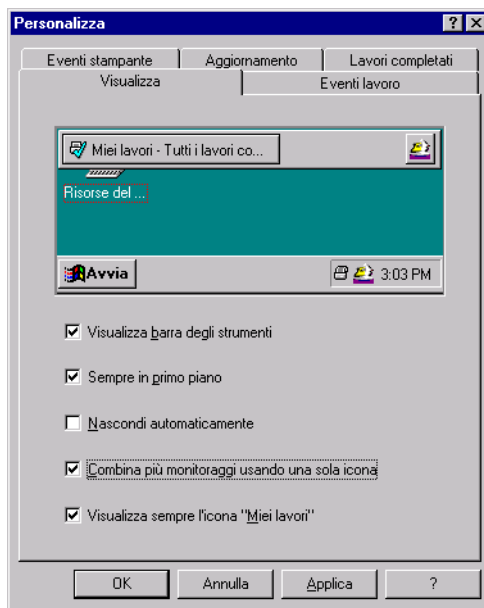 Personalizza
Eventi stampante Aggiornamento Lavori completati
Visualizza Eventi lavoro
Miei lavori - Tutti i lavori co...
Risorse del ...
Avvia 3:03 PM
Visualizza barra degli strumenti
Sempre in primo piano
Nascondi automaticamente
Combina più monitoraggi usando una sola icona
Visualizza sempre l'icona "Miei lavori"
OK Annulla Applica ?